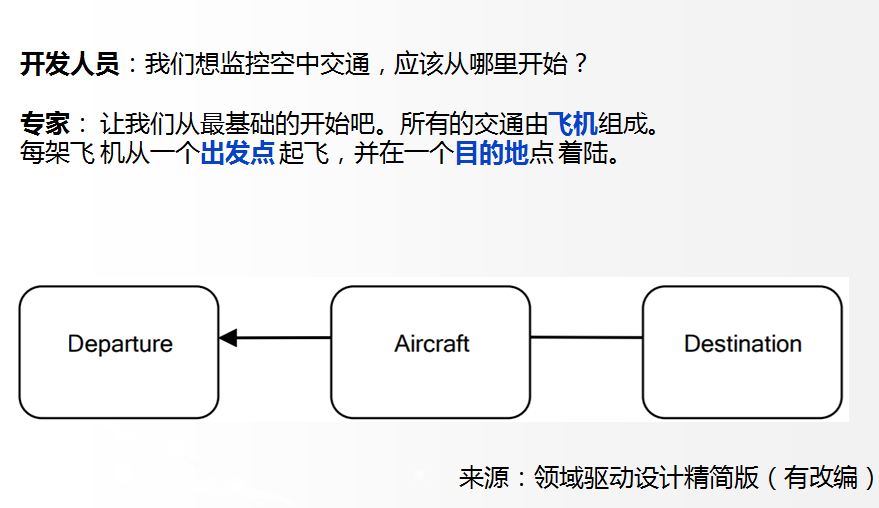 开发人员：我们想监控空中交通，应该从哪里开始？
专家： 让我们从最基础的开始吧。所有的交通由飞机组成。
每架飞 机从一个出发点 起飞，并在一个目的地点 着陆。
Departure
Aircraft
Destination
来源：领域驱动设计精简版（有改编）